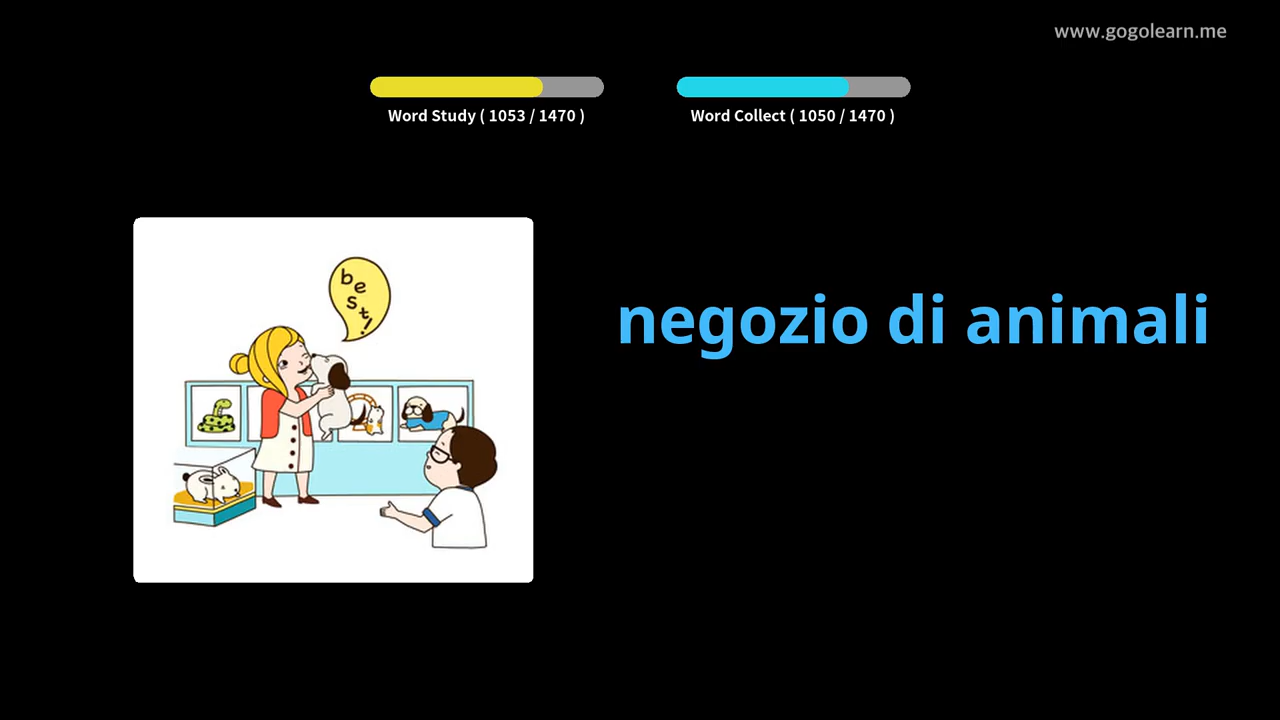 www.gogolearn.me
Word Study ( 1053 / 1470 )
Word Collect ( 1050 / 1470 )
best!
negozio di animali